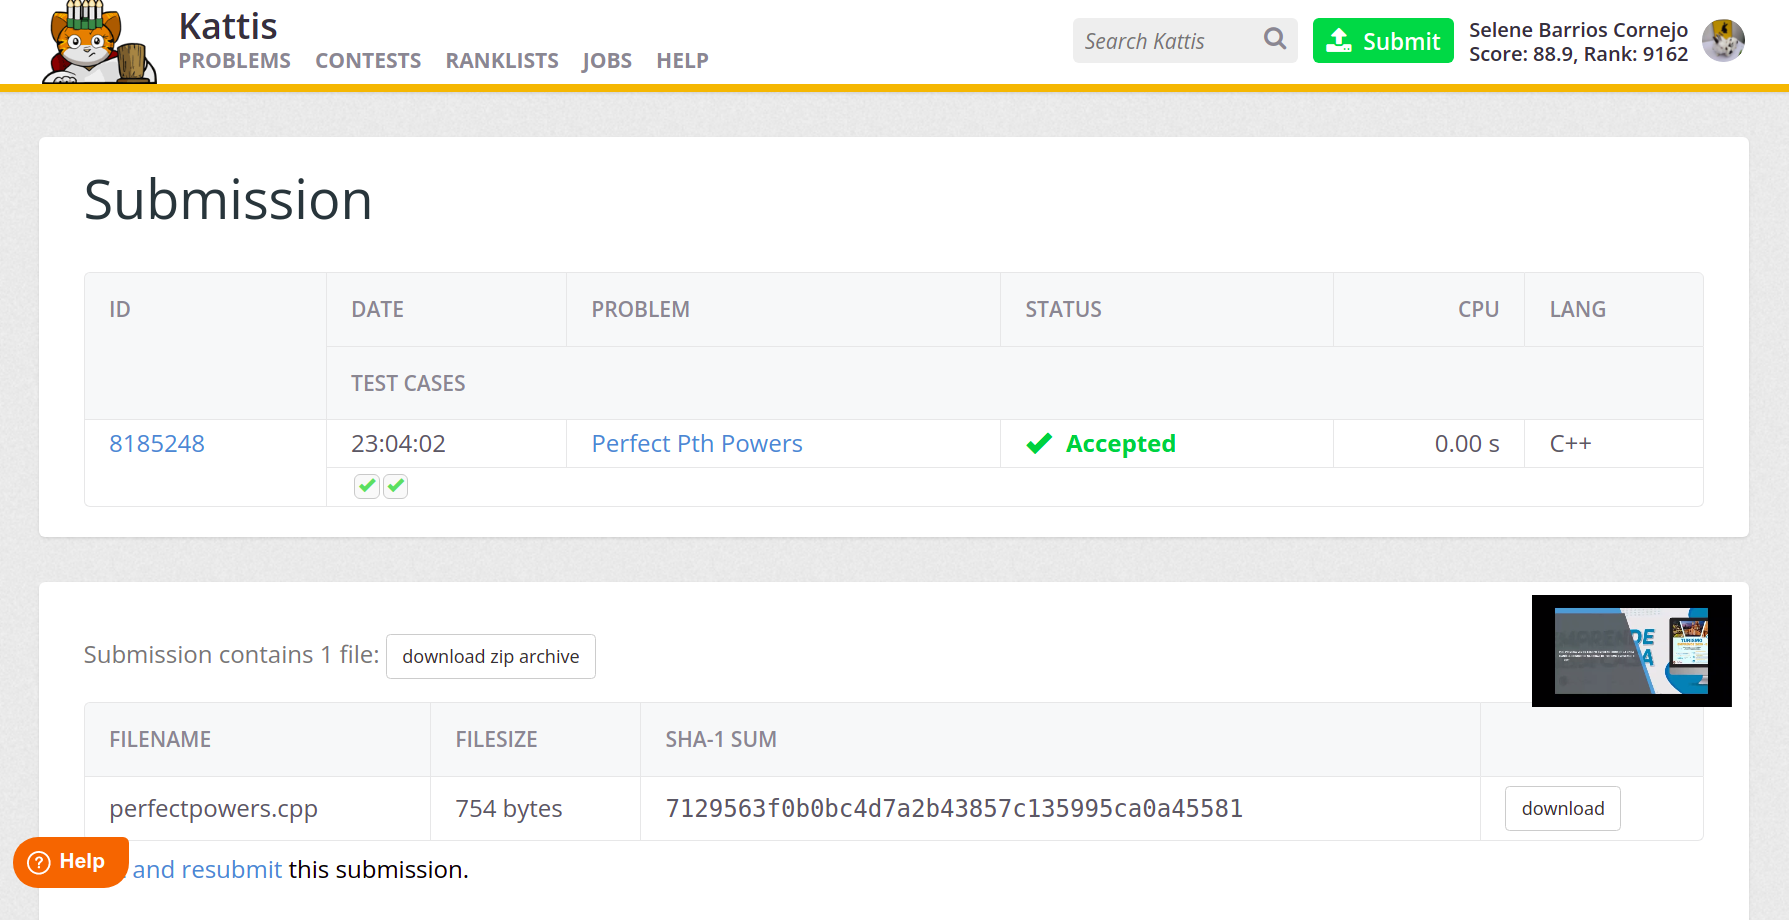 Kattis
PROBLEMS CONTESTS RANKLISTS JOBS HELP
Search Kattis
Submit
Selene Barrios Cornejo
Score: 88.9, Rank: 9162
Submission
ID DATE PROBLEM STATUS CPU LANG
TEST CASES
8185248 23:04:02 Perfect Pth Powers Accepted 0.00 s C++
Submission contains 1 file: download zip archive
FILENAME FILESIZE SHA-1 SUM
perfectpowers.cpp 754 bytes 7129563f0b0bc4d7a2b43857c135995ca0a45581 download
Help
and resubmit this submission.